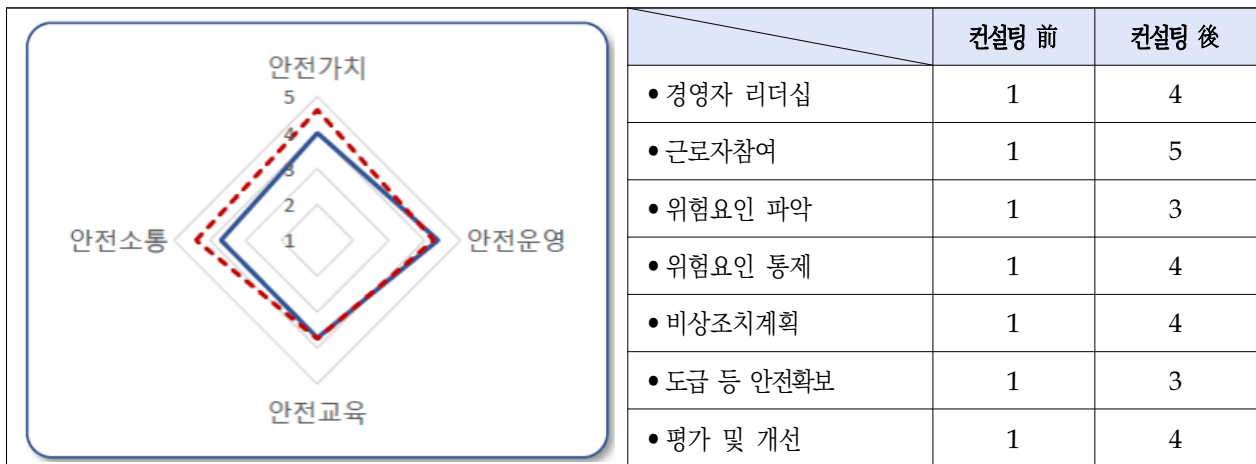 안전가치
5
4
3
2
1
안전소통
안전운영
안전교육
컨설팅 前 컨설팅 後
• 경영자 리더십 1 4
• 근로자참여 1 5
• 위험요인 파악 1 3
• 위험요인 통제 1 4
• 비상조치계획 1 4
• 도급 등 안전확보 1 3
• 평가 및 개선 1 4